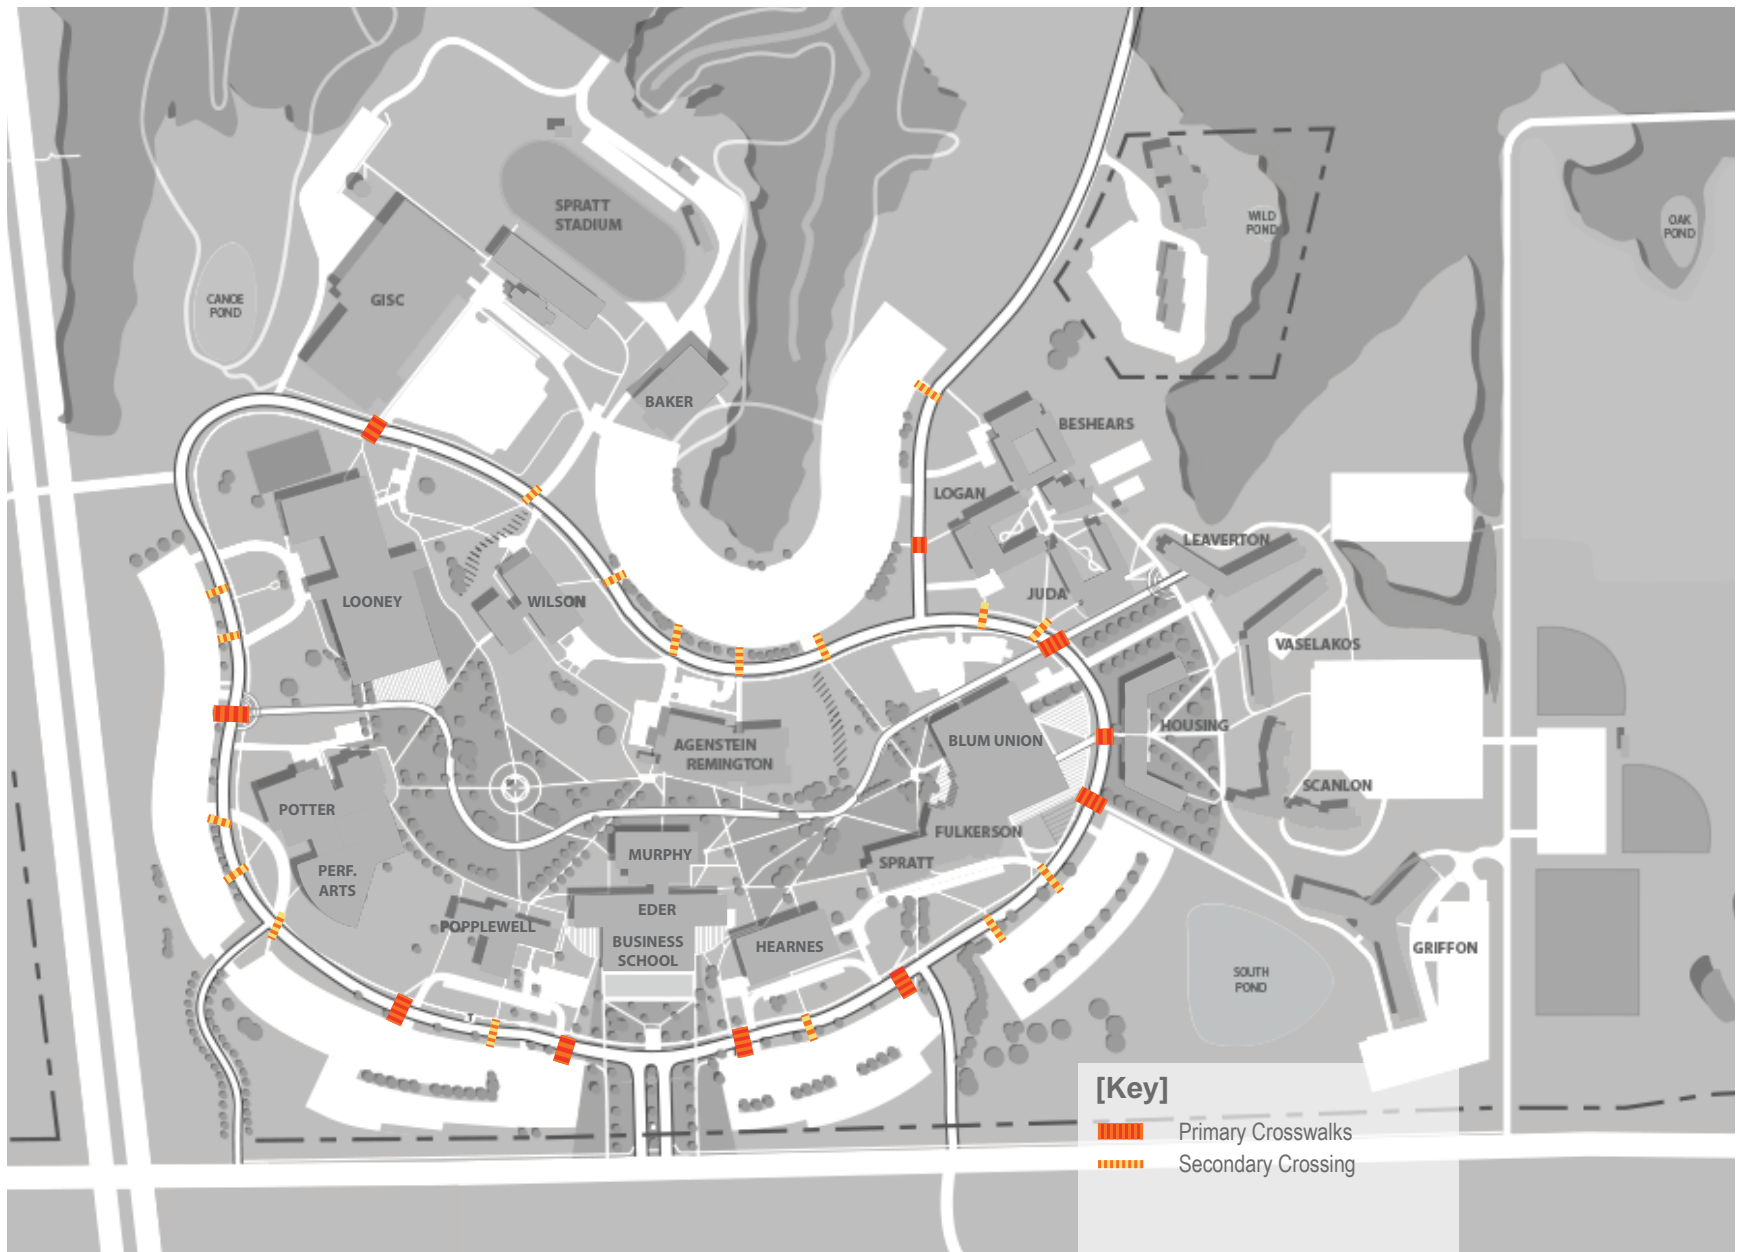 SPRATT
STADIUM
WILD
POND
OAK
POND
CANOE
POND
GISC
BAKER
BESHEARS
LOGAN
LEAVERTON
LOONEY
WILSON
JUDA
VASELAKOS
HOUSING
BLUM UNION
AGENSTEIN
REMINGTON
SCANLON
POTTER
FULKERSON
MURPHY
SPRATT
PERF.
ARTS
EDER
POPPLEWELL
BUSINESS
SCHOOL
HEARNES
GRIFFON
SOUTH
POND
[Key]
Primary Crosswalks
Secondary Crossing